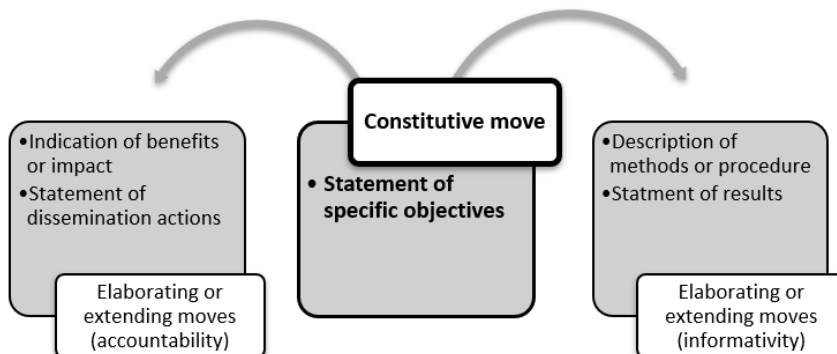 •Indication of benefits
or impact
•Statement of
dissemination actions
Elaborating or
extending moves
(accountability)
Constitutive move
• Statement of
specific objectives
•Description of
methods or procedure
•Statment of results
Elaborating or
extending moves
(informativity)